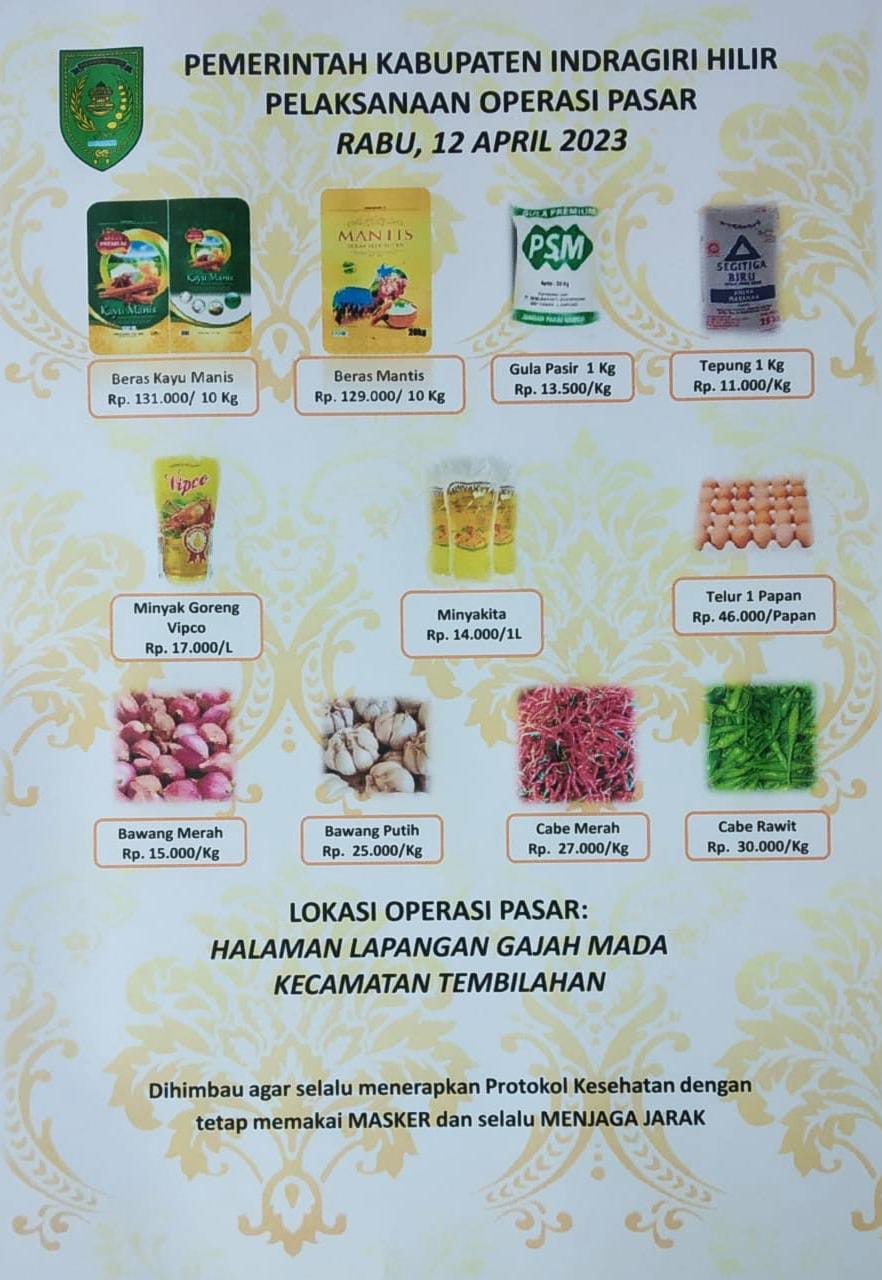 PEMERINTAH KABUPATEN INDRAGIRI HILIR
PELAKSANAAN OPERASI PASAR
RABU, 12 APRIL 2023
Kayu Manis
Kayu Manis
MANTIS
20kg
GULA PREMIUM
PSM
SEGITIGA
BIRU
Beras Kayu Manis
Rp. 131.000/ 10 Kg
Beras Mantis
Rp. 129.000/ 10 Kg
Gula Pasir 1 Kg
Rp. 13.500/Kg
Tepung 1 Kg
Rp. 11.000/Kg
Vipco
Minyak Goreng
Vipco
Rp. 17.000/L
Minyakita
Rp. 14.000/1L
Telur 1 Papan
Rp. 46.000/Papan
Bawang Merah
Rp. 15.000/Kg
Bawang Putih
Rp. 25.000/Kg
Cabe Merah
Rp. 27.000/Kg
Cabe Rawit
Rp. 30.000/Kg
LOKASI OPERASI PASAR:
HALAMAN LAPANGAN GAJAH MADA
KECAMATAN TEMBILAHAN
Dihimbau agar selalu menerapkan Protokol Kesehatan dengan
tetap memakai MASKER dan selalu MENJAGA JARAK